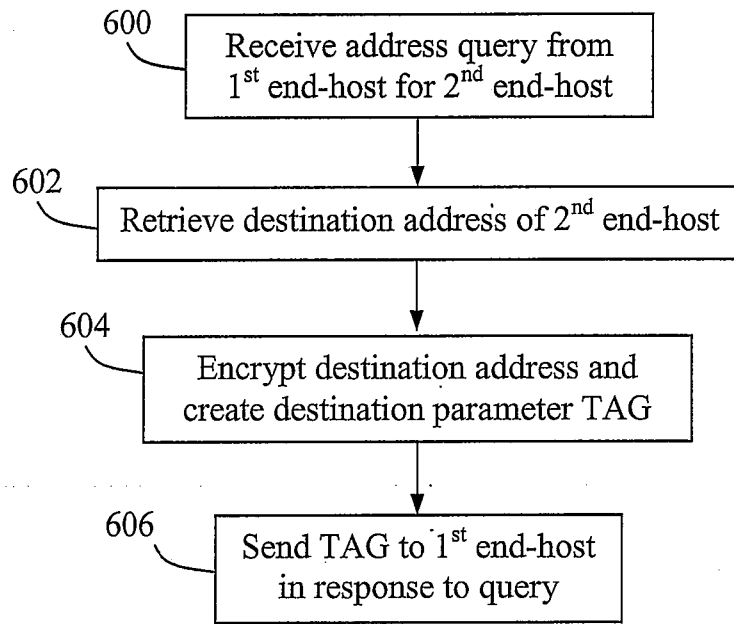 600
Receive address query from
1st end-host for 2nd end-host
602
Retrieve destination address of 2nd end-host
604
Encrypt destination address and
create destination parameter TAG
606
Send TAG to 1st end-host
in response to query